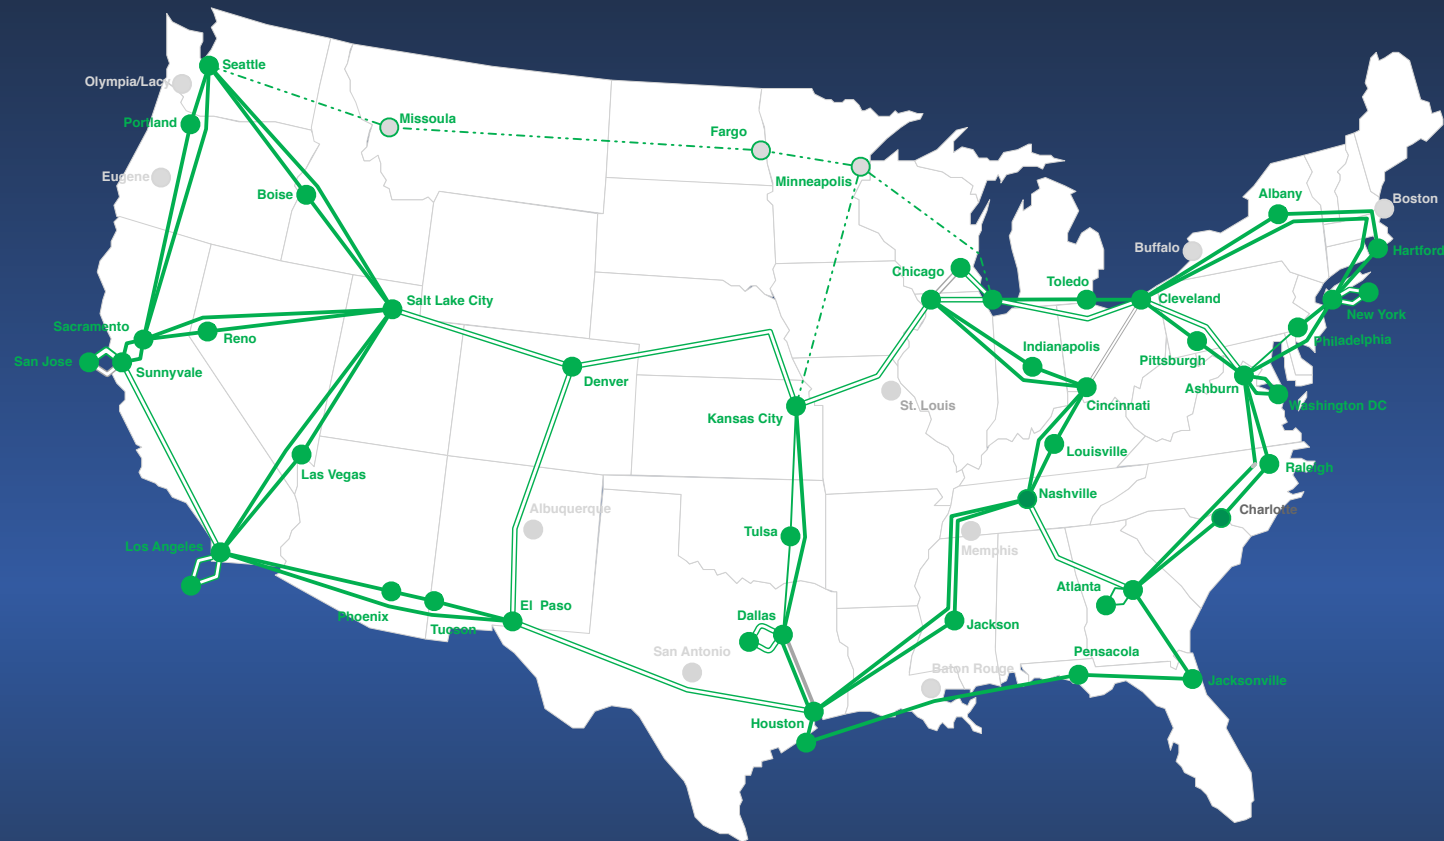 Seattle
Olympia/Lacy
Missoula
Portland
Fargo
Minneapolis
Eugene
Boise
Albany
Boston
Buffalo
Hartford
Chicago
Toledo
Salt Lake City
Cleveland
New York
Sacramento
Reno
Philadelphia
San Jose
Sunnyvale
Indianapolis
Pittsburgh
Denver
Ashburn
St. Louis
Cincinnati
Washington DC
Kansas City
Louisville
Las Vegas
Raleigh
Nashville
Albuquerque
Charlotte
Tulsa
Los Angeles
Memphis
Atlanta
El Paso
Phoenix
Dallas
Jackson
Tucson
San Antonio
Pensacola
Baton Rouge
Jacksonville
Houston